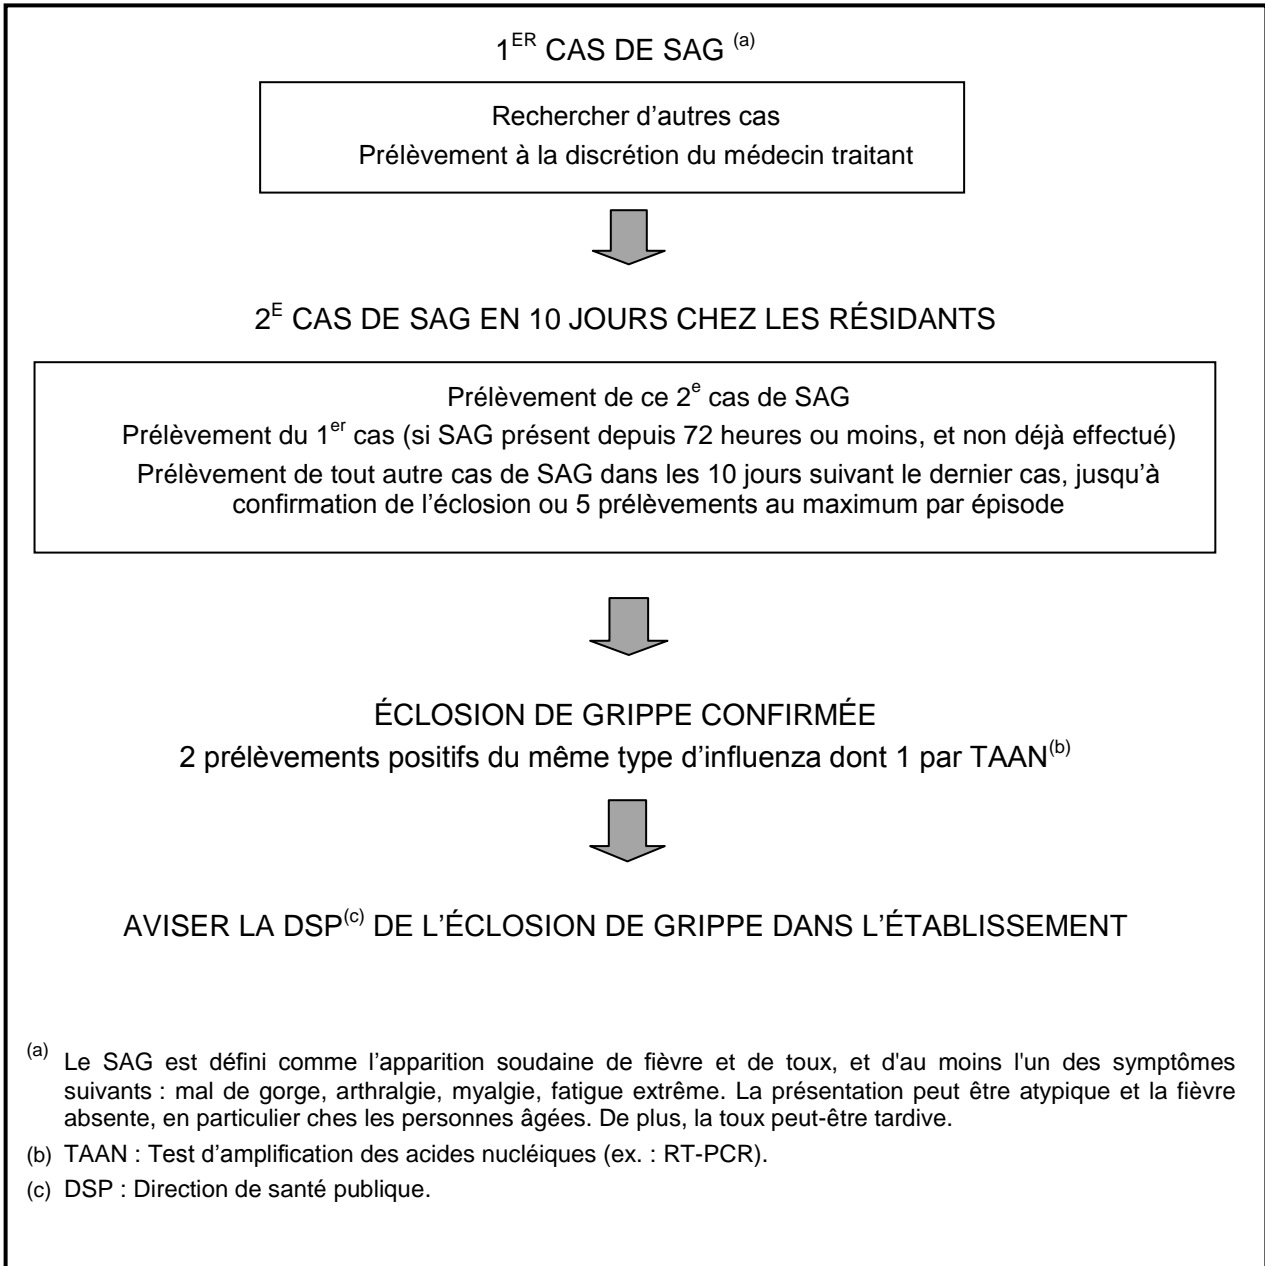 1ER CAS DE SAG (a)
Rechercher d’autres cas
Prélèvement à la discrétion du médecin traitant
2E CAS DE SAG EN 10 JOURS CHEZ LES RÉSIDANTS
Prélèvement de ce 2e cas de SAG
Prélèvement du 1er cas (si SAG présent depuis 72 heures ou moins, et non déjà effectué)
Prélèvement de tout autre cas de SAG dans les 10 jours suivant le dernier cas, jusqu’à
confirmation de l’éclosion ou 5 prélèvements au maximum par épisode
ÉCLOSION DE GRIPPE CONFIRMÉE
2 prélèvements positifs du même type d’influenza dont 1 par TAAN(b)
AVISER LA DSP(c) DE L’ÉCLOSION DE GRIPPE DANS L’ÉTABLISSEMENT
(a) Le SAG est défini comme l’apparition soudaine de fièvre et de toux, et d'au moins l'un des symptômes
suivants : mal de gorge, arthralgie, myalgie, fatigue extrême. La présentation peut être atypique et la fièvre
absente, en particulier ches les personnes âgées. De plus, la toux peut-être tardive.
(b) TAAN : Test d’amplification des acides nucléiques (ex. : RT-PCR).
(c) DSP : Direction de santé publique.